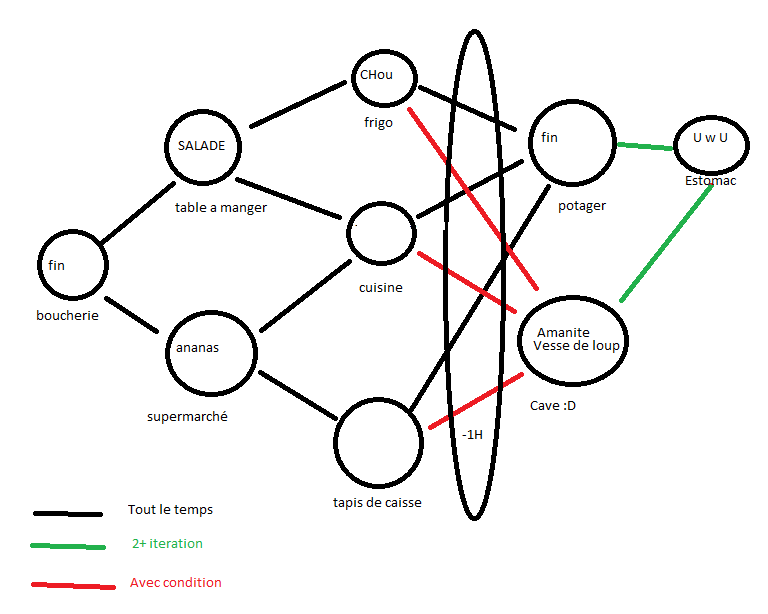 CHou
frigo
SALADE
table a manger
fin
potager
U w U
Estomac
fin
boucherie
cuisine
ananas
supermarché
Amanite
Vesse de loup
Cave :D
-1H
tapis de caisse
Tout le temps
2+ iteration
Avec condition